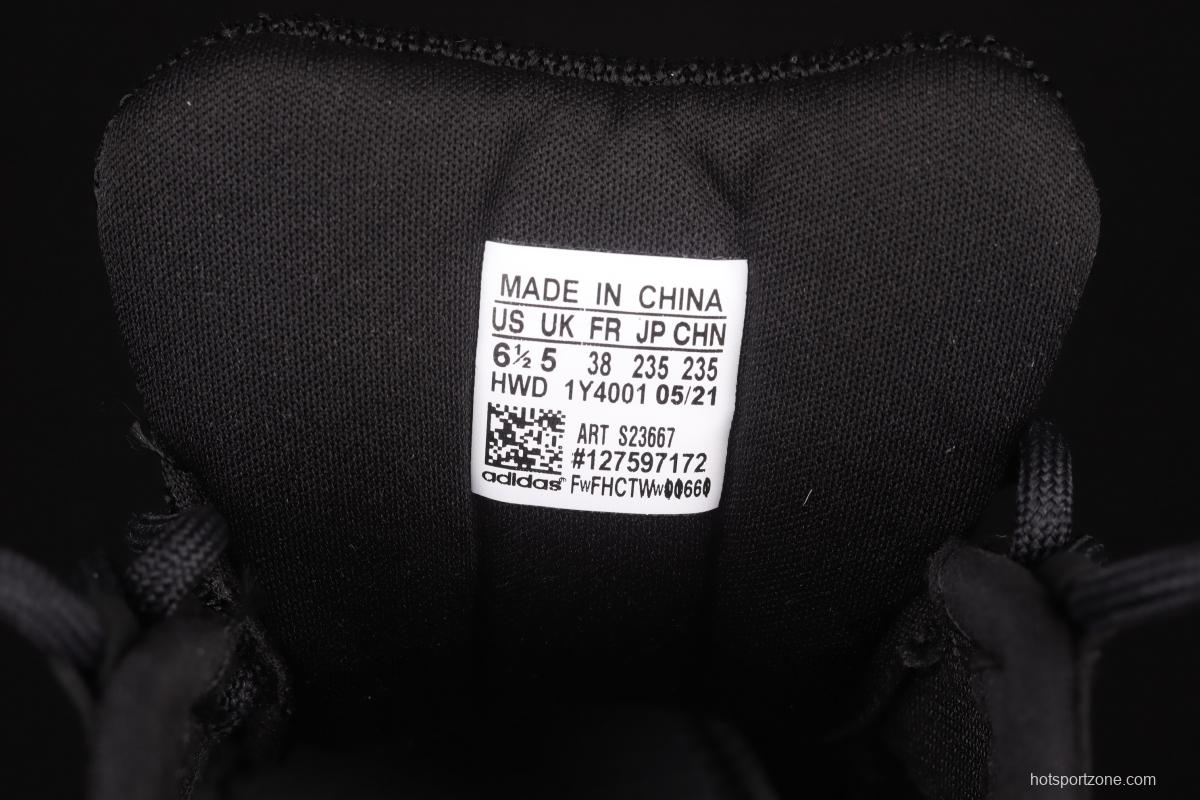 MADE IN CHINA
US UK FR JP CHN
6½ 5 38 235 235
HWD 1Y4001 05/21
ART S23667
#127597172
adidas
hotsportzone.com